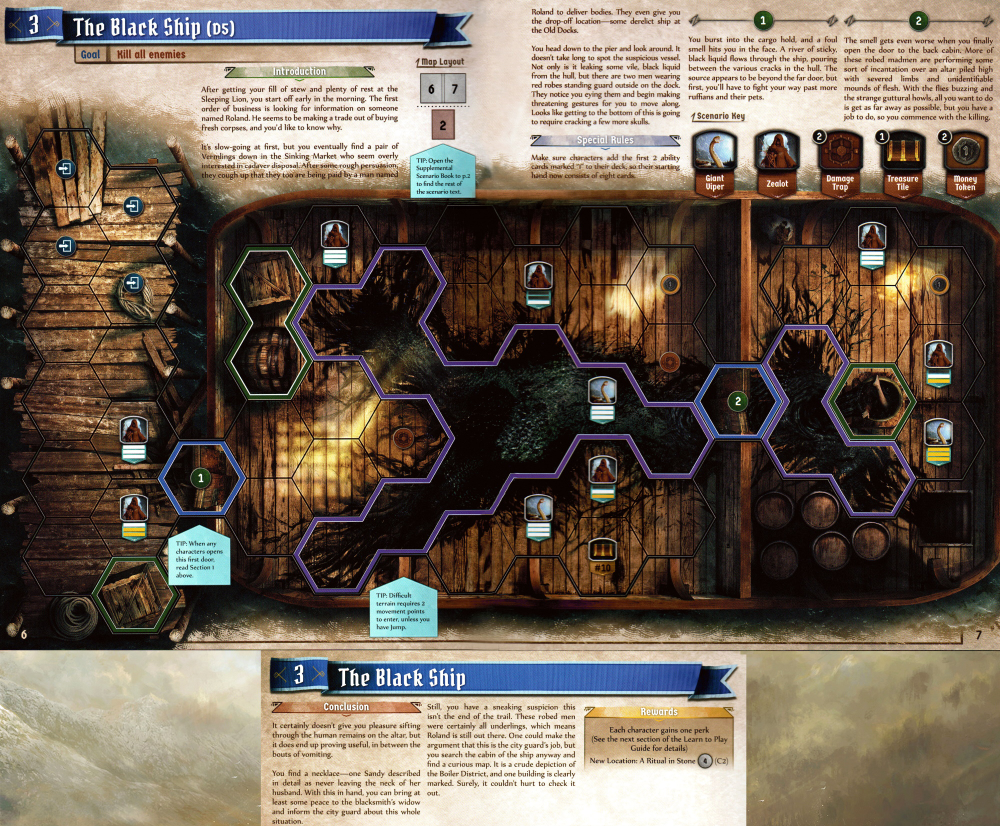 3 The Black Ship (D5)
Goal Kill all enemies
Introduction
After getting your fill of stew and plenty of rest at the
Sleeping Lion, you start off early in the morning. The first
order of business is looking for information on someone
named Roland. He seems to be making a trade out of buying
fresh corpses, and you'd like to know why.
It's slow-going at first, but you eventually find a pair of
Vermlings down in the Sinking Market who seem overly
interested in cadaver disposal. After some rough persuasion,
they cough up that they too are being paid by a man named
Map Layout
6 7
2
TIP: Open the
Supplemental
Scenario Book to p.2
to find the rest of
the scenario text.
Roland to deliver bodies. They even give you
the drop-off location—some derelict ship at
the Old Docks.
You head down to the pier and look around. It
doesn't take long to spot the suspicious vessel.
Not only is it leaking some vile, black liquid
from the hull, but there are two men wearing
red robes standing guard outside on the dock.
They notice you eying them and begin making
threatening gestures for you to move along.
Looks like getting to the bottom of this is going
to require cracking a few more skulls.
Special Rules
Make sure characters add the first 2 ability
cards marked "1" to their deck, as their starting
hand now consists of eight cards.
1
You burst into the cargo hold, and a foul
smell hits you in the face. A river of sticky,
black liquid flows through the ship, pouring
between the various cracks in the hull. The
source appears to be beyond the far door, but
first, you'll have to fight your way past more
ruffians and their pets.
2
The smell gets even worse when you finally
open the door to the back cabin. More of
these robed madmen are performing some
sort of incantation over an altar piled high
with severed limbs and unidentifiable
mounds of flesh. With the flies buzzing and
the strange guttural howls, all you want to do
is get as far away as possible, but you have a
job to do, so you commence with the killing.
Scenario Key
Giant
Viper
Zealot
2
Damage
Trap
1
Treasure
Tile
2
Money
Token
1
1
2
1
TIP: When any
characters opens
this first door,
read Section 1
above.
#10
TIP: Difficult
terrain requires 2
movement points
to enter, unless you
have Jump.
6
7
3 The Black Ship
Conclusion
It certainly doesn't give you pleasure sifting
through the human remains on the altar, but
it does end up proving useful, in between the
bouts of vomiting.
You find a necklace—one Sandy described
in detail as never leaving the neck of her
husband. With this in hand, you can bring at
least some peace to the blacksmith's widow
and inform the city guard about this whole
situation.
Still, you have a sneaking suspicion this
isn't the end of the trail. These robed men
were certainly all underlings, which means
Roland is still out there. One could make the
argument that this is the city guard's job, but
you search the cabin of the ship anyway and
find a curious map. It is a crude depiction of
the Boiler District, and one building is clearly
marked. Surely, it couldn't hurt to check it
out.
Rewards
Each character gains one perk
(See the next section of the Learn to Play
Guide for details)
New Location: A Ritual in Stone 4 (C2)